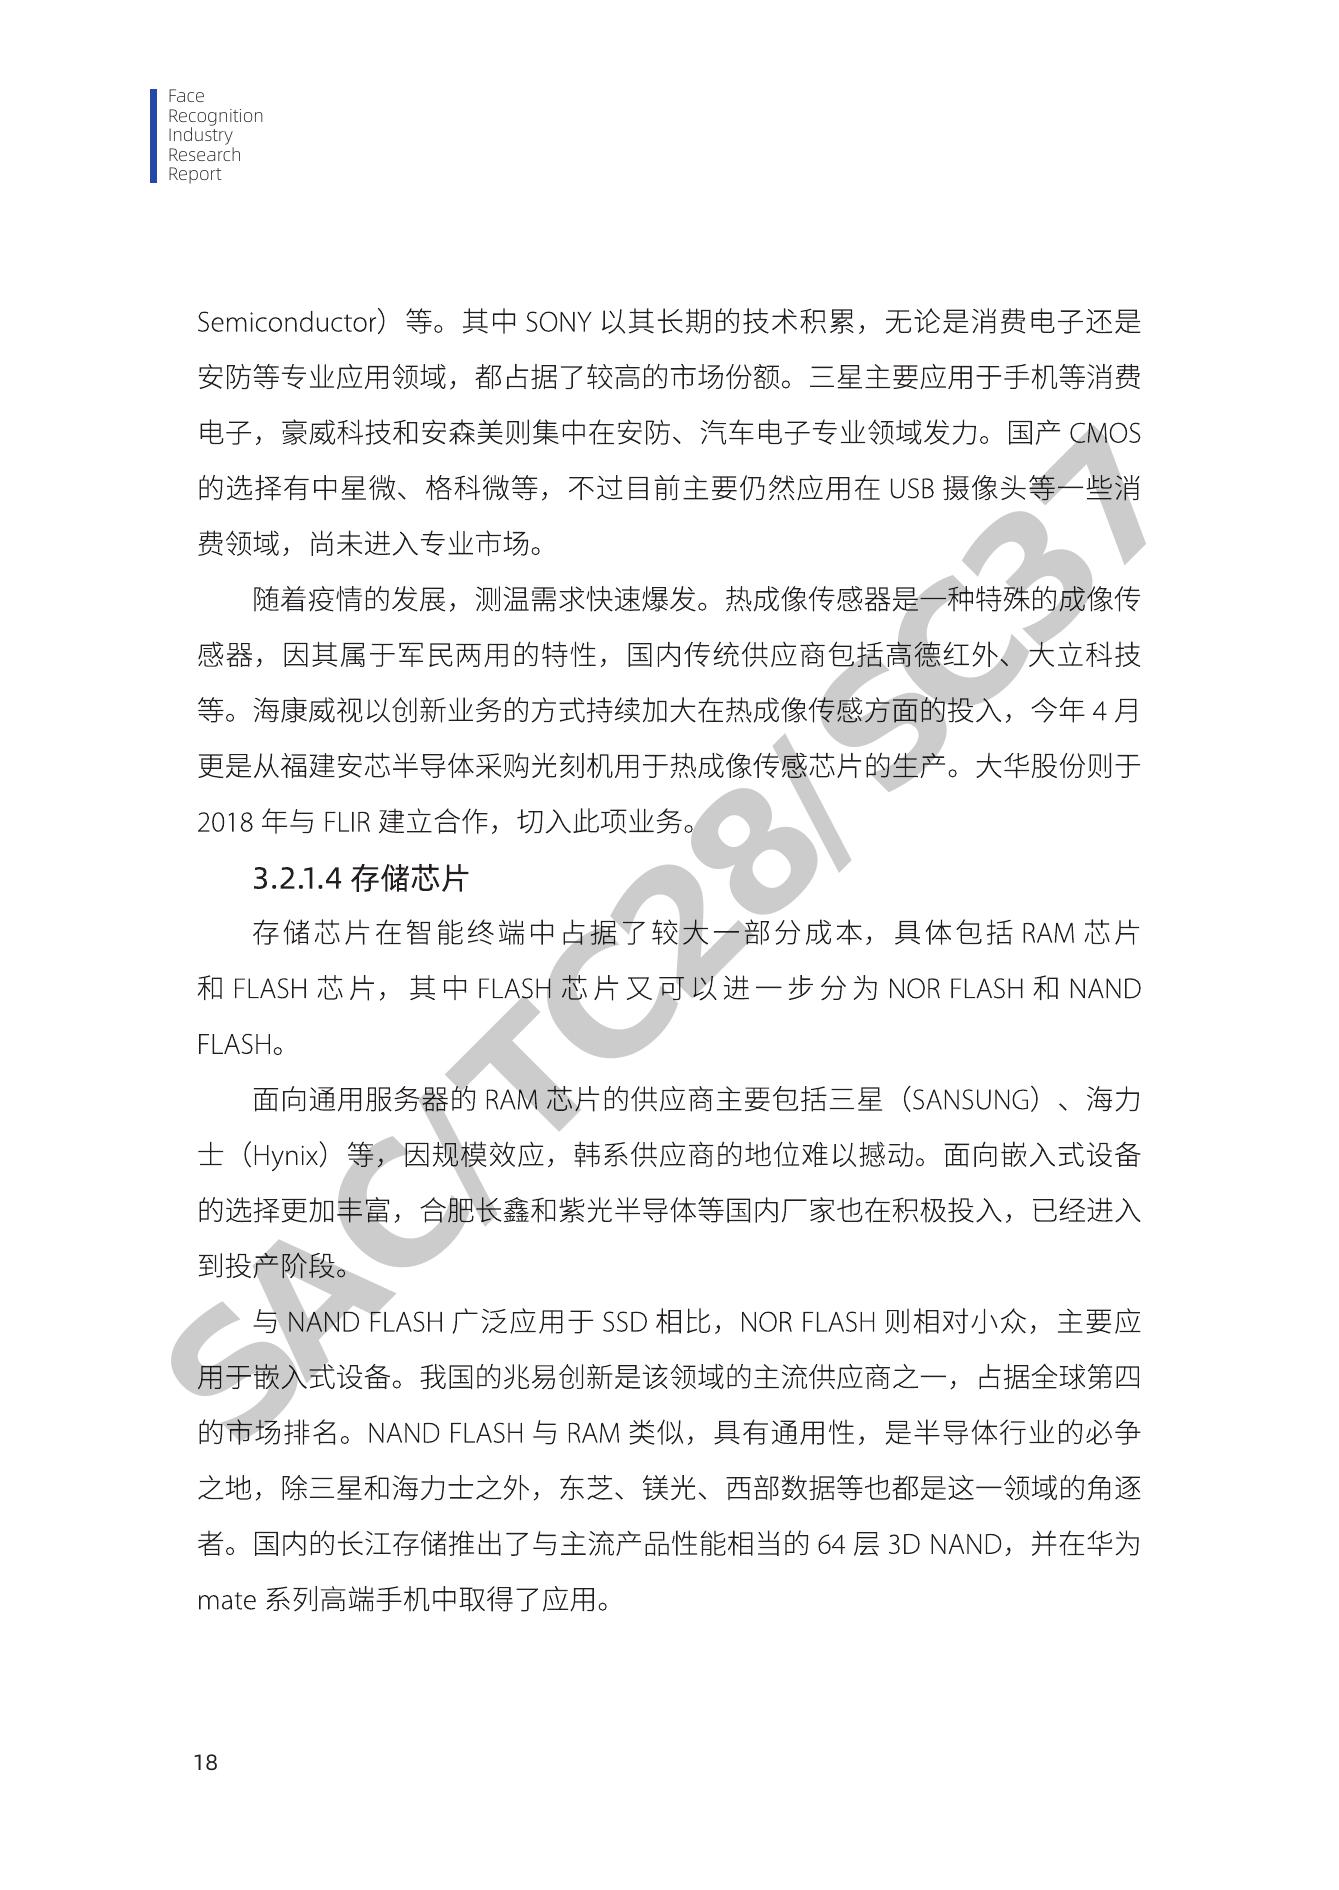 Face
Recognition
Industry
Research
Report
Semiconductor）等。其中 SONY 以其长期的技术积累，无论是消费电子还是
安防等专业应用领域，都占据了较高的市场份额。三星主要应用于手机等消费
电子，豪威科技和安森美则集中在安防、汽车电子专业领域发力。国产 CMOS
的选择有中星微、格科微等，不过目前主要仍然应用在 USB 摄像头等一些消
费领域，尚未进入专业市场。
随着疫情的发展，测温需求快速爆发。热成像传感器是一种特殊的成像传
感器，因其属于军民两用的特性，国内传统供应商包括高德红外、大立科技
等。海康威视以创新业务的方式持续加大在热成像传感方面的投入，今年 4 月
更是从福建安芯半导体采购光刻机用于热成像传感芯片的生产。大华股份则于
2018 年与 FLIR 建立合作，切入此项业务。
3.2.1.4 存储芯片
存储芯片在智能终端中占据了较大一部分成本，具体包括 RAM 芯片
和 FLASH 芯片，其中 FLASH 芯片又可以进一步分为 NOR FLASH 和 NAND
FLASH。
面向通用服务器的 RAM 芯片的供应商主要包括三星（SANSUNG）、海力
士（Hynix）等，因规模效应，韩系供应商的地位难以撼动。面向嵌入式设备
的选择更加丰富，合肥长鑫和紫光半导体等国内厂家也在积极投入，已经进入
到投产阶段。
与 NAND FLASH 广泛应用于 SSD 相比，NOR FLASH 则相对小众，主要应
用于嵌入式设备。我国的兆易创新是该领域的主流供应商之一，占据全球第四
的市场排名。NAND FLASH 与 RAM 类似，具有通用性，是半导体行业的必争
之地，除三星和海力士之外，东芝、镁光、西部数据等也都是这一领域的角逐
者。国内的长江存储推出了与主流产品性能相当的 64 层 3D NAND，并在华为
mate 系列高端手机中取得了应用。
SAC/TC28/SC37
18